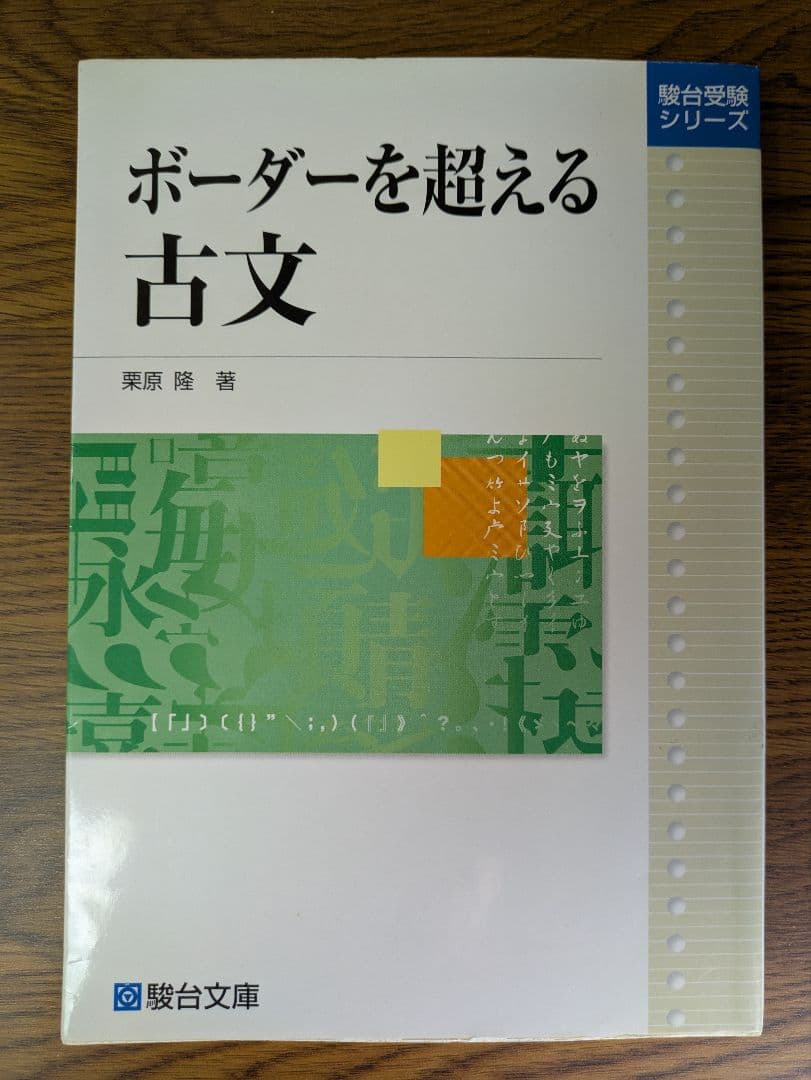 駿台受験
シリーズ
ボーダーを超える
古文
栗原 隆 著
駿台文庫